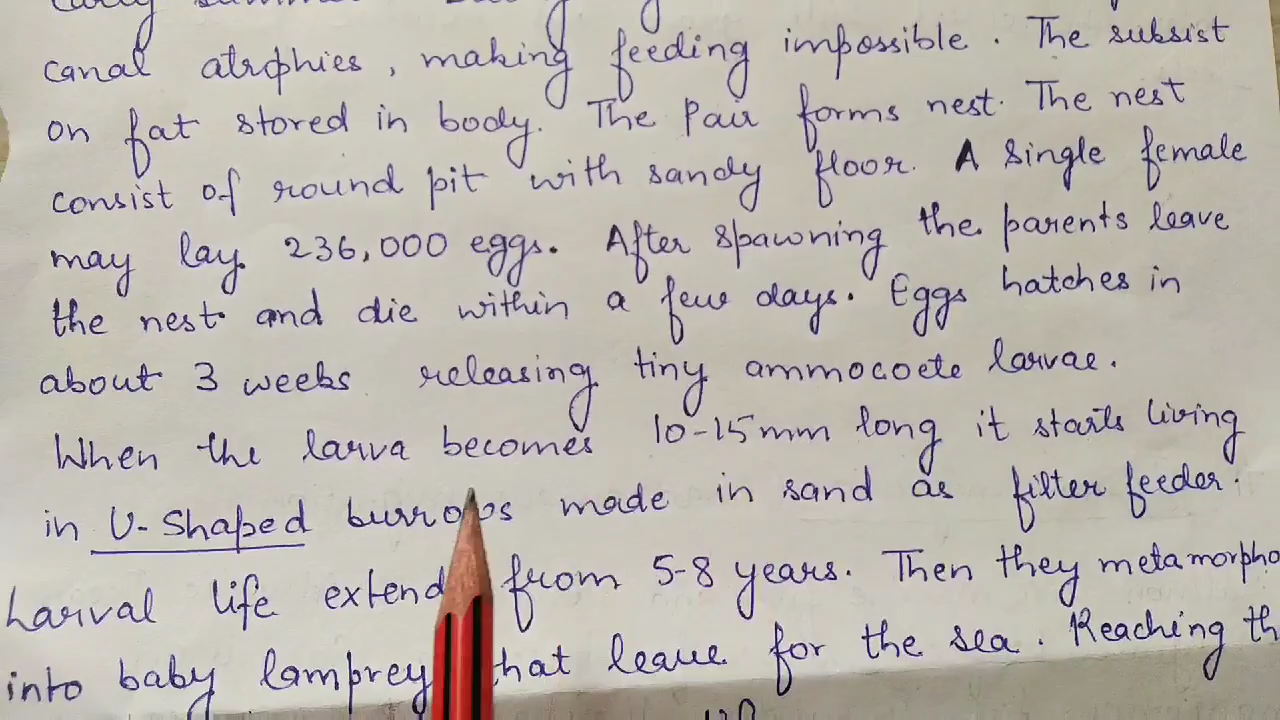 canal atrophies, making feeding impossible. The subsist
on fat stored in body. The Pair forms nest. The nest
consist of round pit with sandy floor. A single female
may lay 236,000 eggs. After spawning the parents leave
the nest and die within a few days. Eggs hatches in
about 3 weeks releasing tiny ammocoete larvae.
When the larva becomes 10-15mm long it starts living
in U-Shaped burrows made in sand as filter feeder.
Larval life extend from 5-8 years. Then they metamorpho
into baby lamprey that leave for the sea. Reaching th